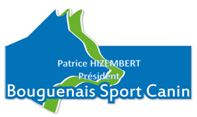 Patrice HIZEMBERT
Président
Bouguenais Sport Canin